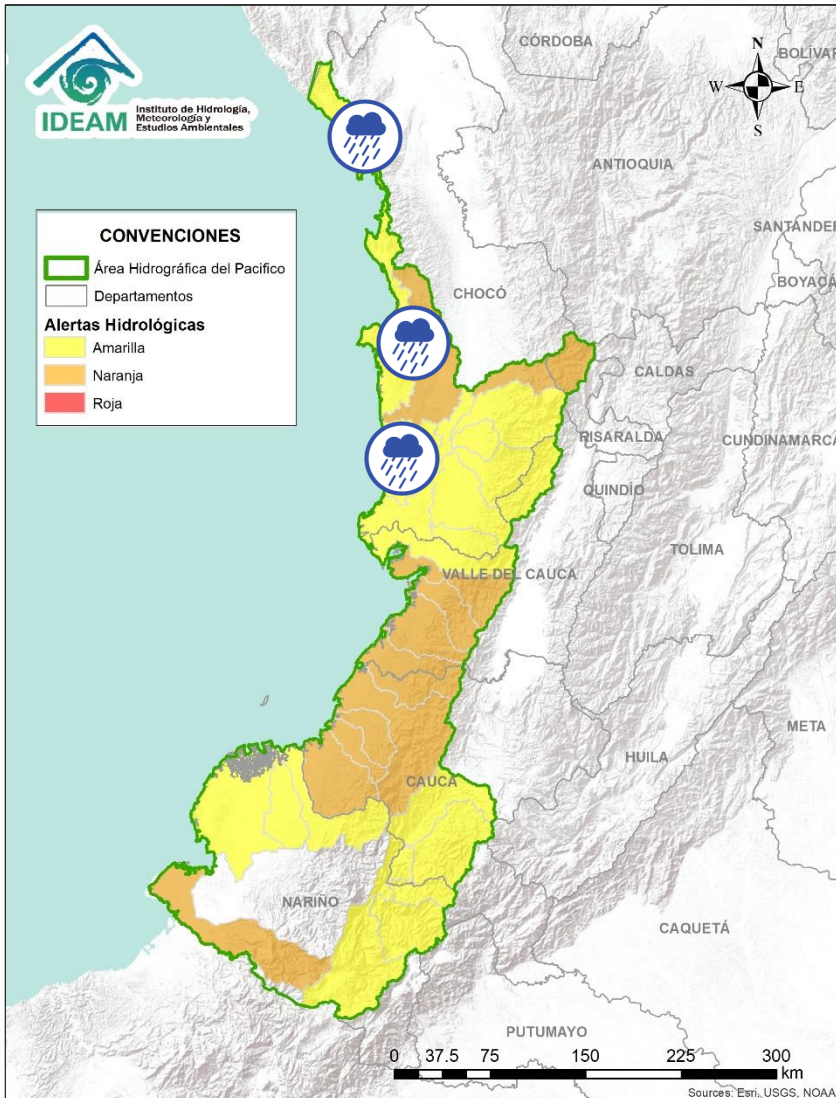 IDEAM
Instituto de Hidrología,
Meteorología y
Estudios Ambientales
CÓRDOBA
BOLÍVAR
N
W
E
S
ANTIOQUIA
SANTANDER
BOYACÁ
CONVENCIONES
Área Hidrográfica del Pacifico
Departamentos
Alertas Hidrológicas
Amarilla
Naranja
Roja
CHOCÓ
CALDAS
RISARALDA
CUNDINAMARCA
QUINDÍO
TOLIMA
VALLE DEL CAUCA
META
HUILA
CAUCA
NARIÑO
CAQUETÁ
PUTUMAYO
0 37.5 75 150 225 300
km
Sources: Esri, USGS, NOAA